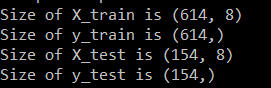 Size of X_train is (614, 8)
Size of y_train is (614,)
Size of X_test is (154, 8)
Size of y_test is (154,)